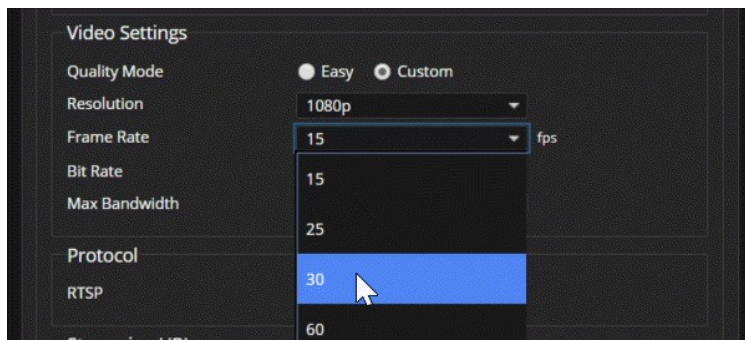 Video Settings
Quality Mode Easy Custom
Resolution 1080p
Frame Rate 15 fps
Bit Rate 15
Max Bandwidth
25
Protocol
30
RTSP
60